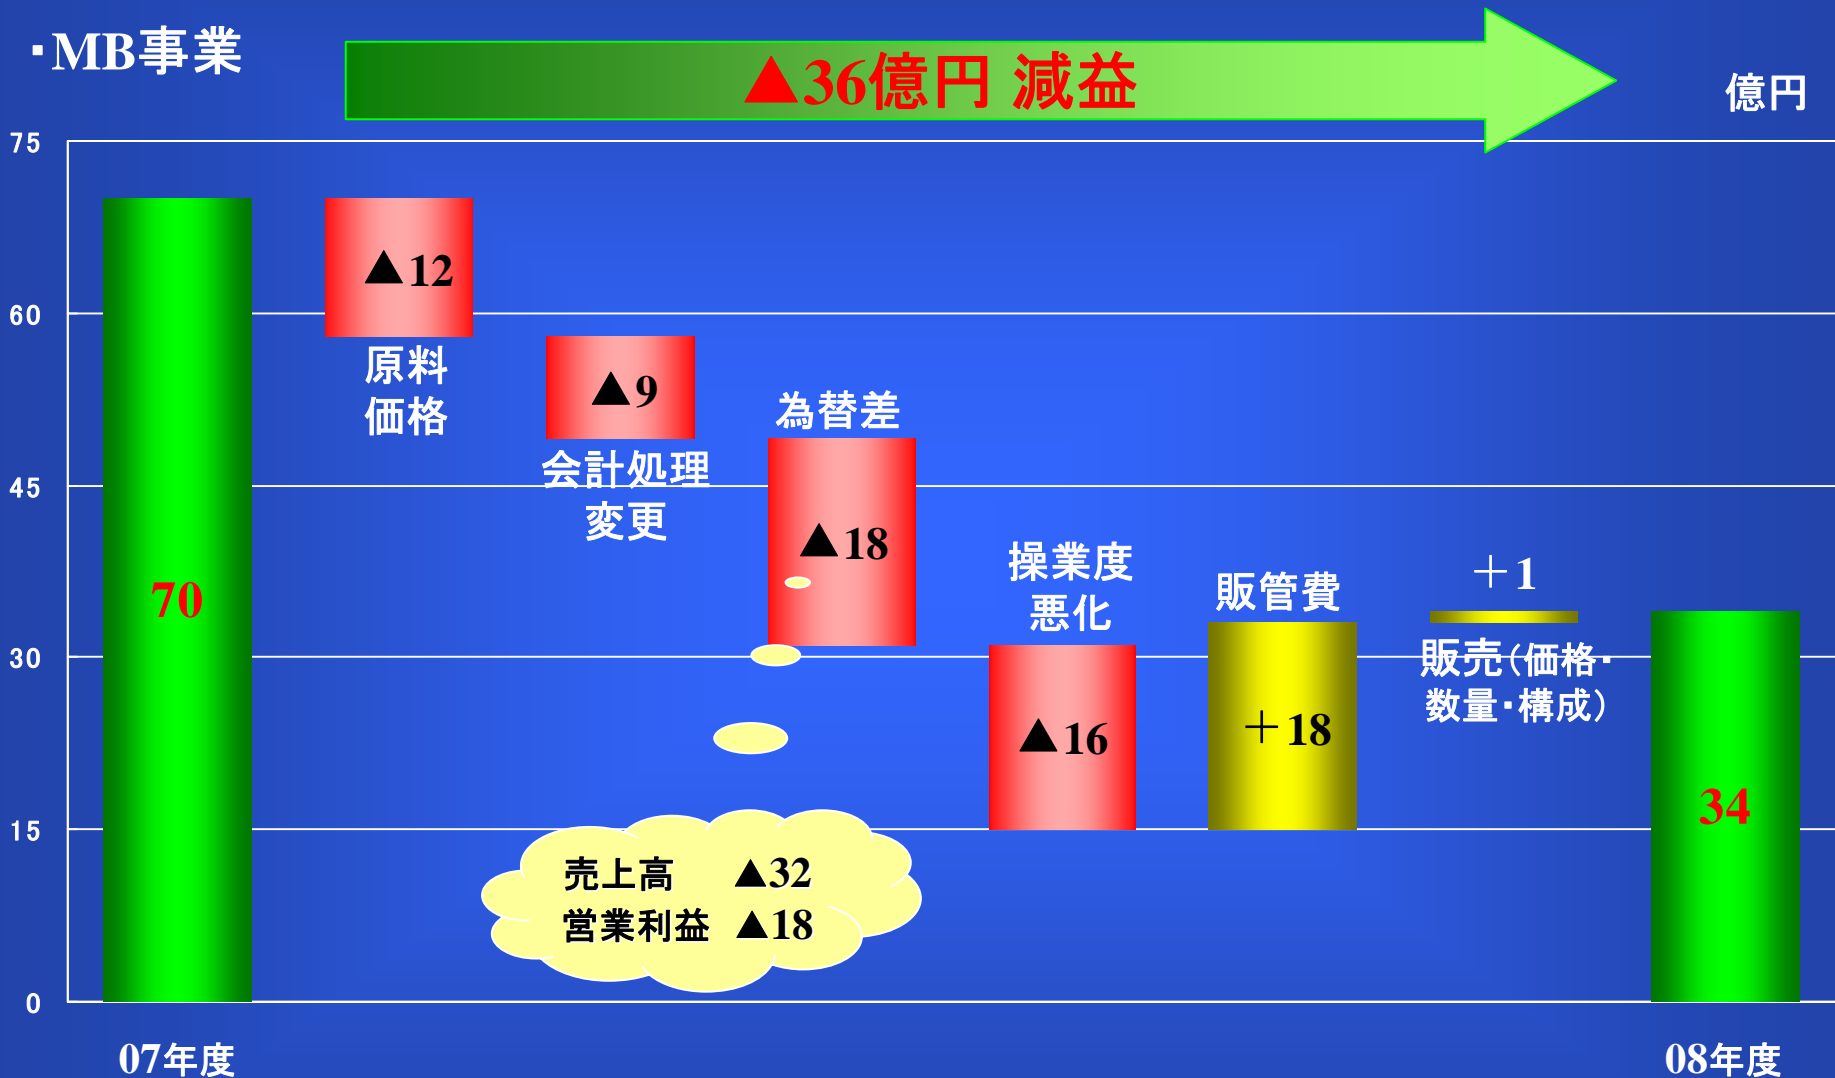 ・MB事業
▲36億円 減益
億円
75
60
45
30
15
0
70
▲12
原料
価格
▲9
会計処理
変更
為替差
▲18
売上高 ▲32
営業利益 ▲18
操業度
悪化
▲16
販管費
＋18
＋1
販売（価格・
数量・構成）
34
07年度
08年度